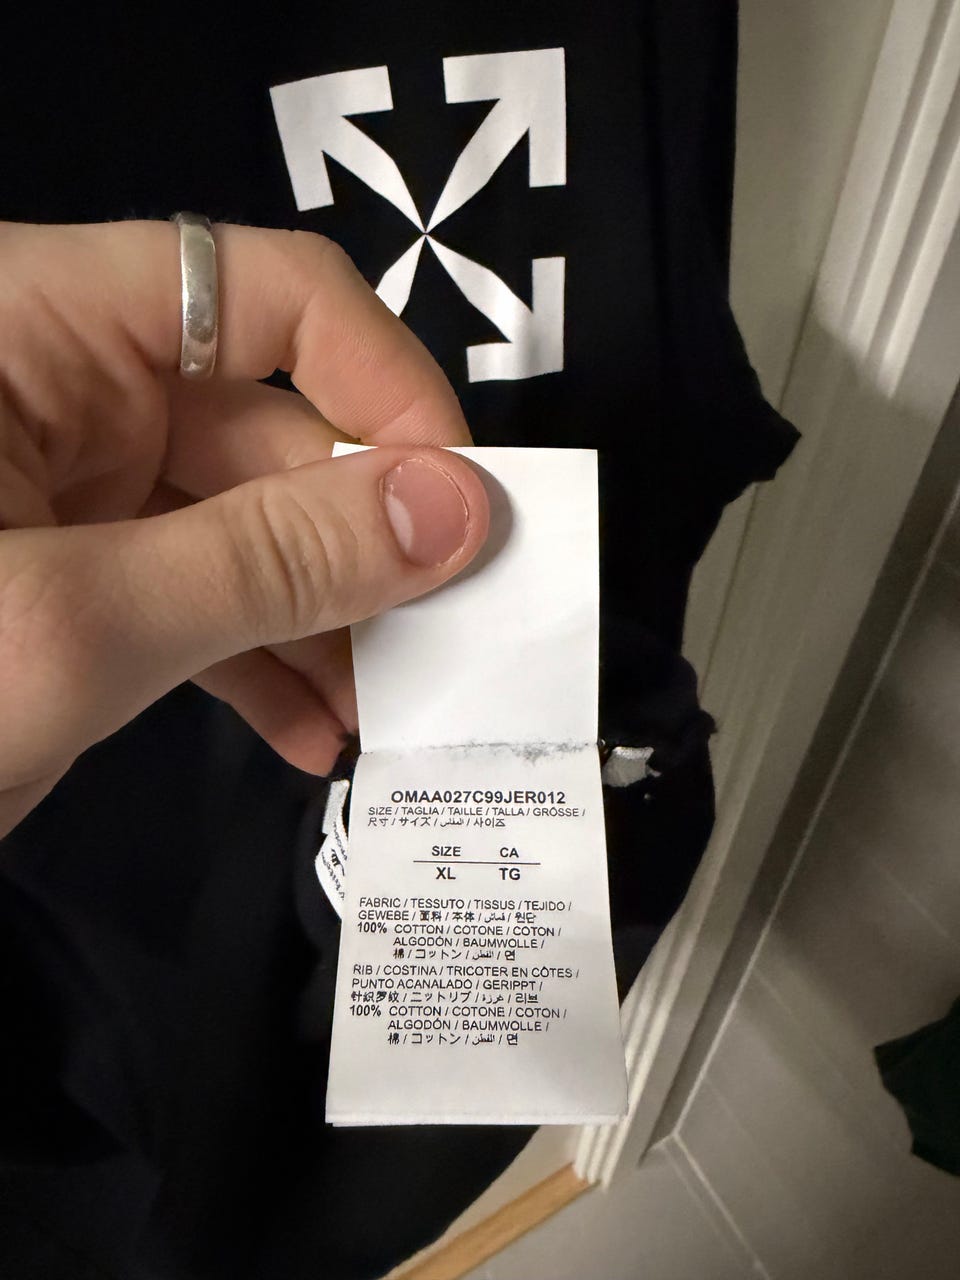 OMAA027C99JER012
SIZE / TAGLIA / TAILLE / TALLA / GRÖSSE /
尺寸 / サイズ / المقاس / 사이즈
SIZE CA
XL TG
FABRIC / TESSUTO / TISSUS / TEJIDO /
GEWEBE / 面料 / 本体 / قماش / 원단
100% COTTON / COTONE / COTON /
ALGODÓN / BAUMWOLLE /
棉 / コットン / القطن / 면
RIB / COSTINA / TRICOTER EN CÔTES /
PUNTO ACANALADO / GERIPPT /
针织罗纹 / ニットリブ / غرزة / 리브
100% COTTON / COTONE / COTON /
ALGODÓN / BAUMWOLLE /
棉 / コットン / القطن / 면